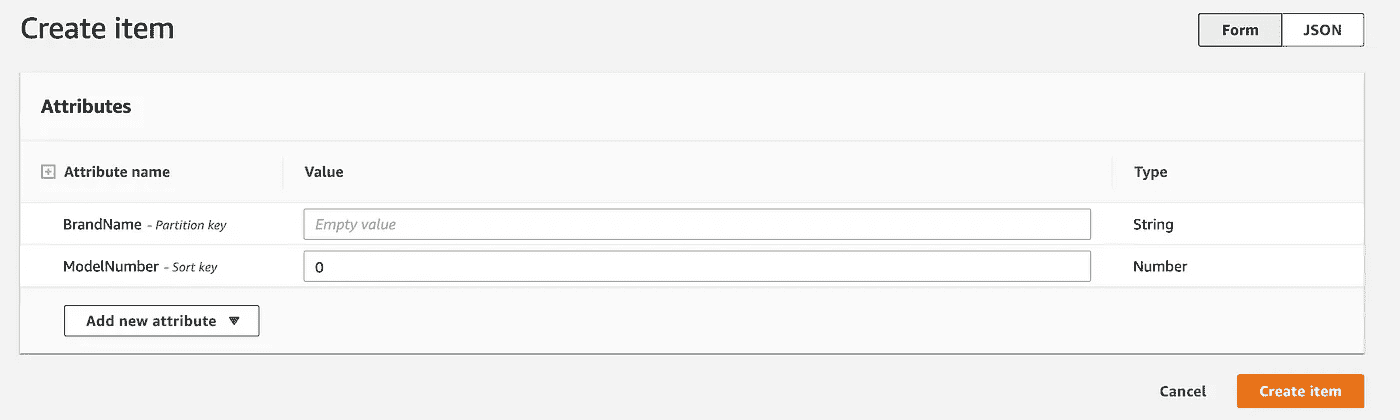 Create item
Form JSON
Attributes
Attribute name Value Type
BrandName - Partition key Empty value String
ModelNumber - Sort key 0 Number
Add new attribute
Cancel Create item